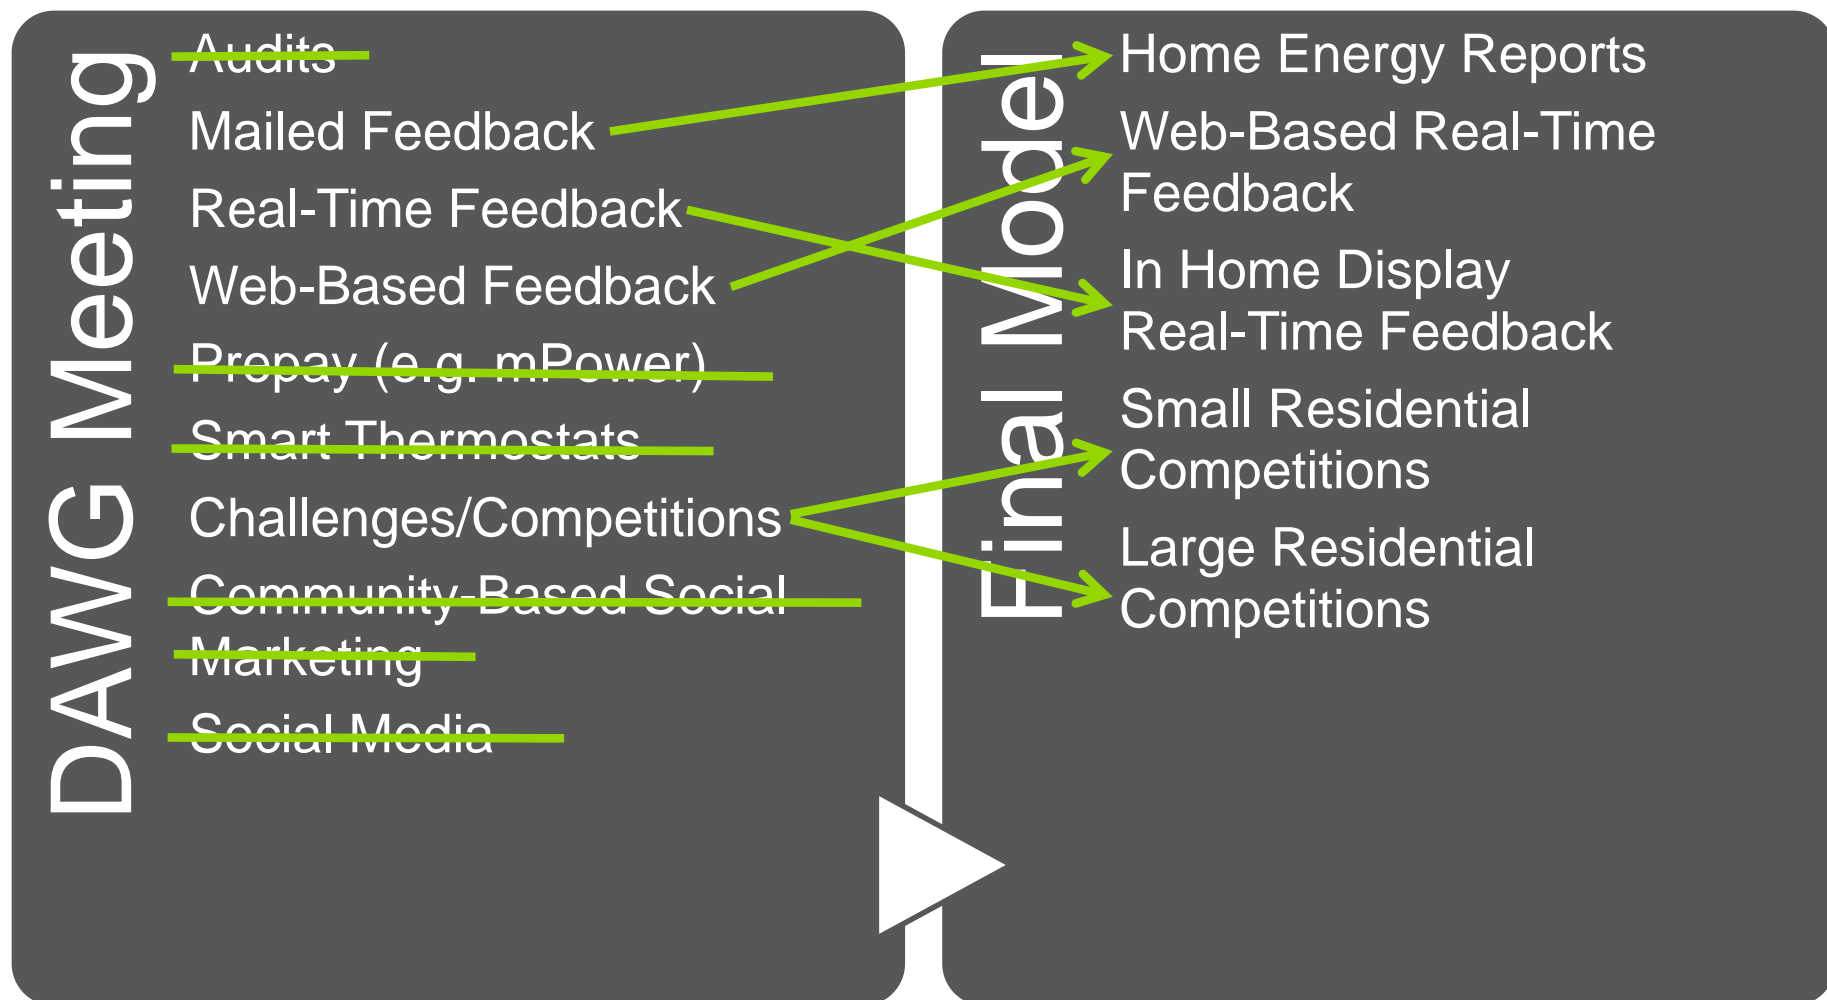 DAWG Meeting
Audits
Mailed Feedback
Real-Time Feedback
Web-Based Feedback
Prepay (e.g. mPower)
Smart Thermostats
Challenges/Competitions
Community-Based Social
Marketing
Social Media
Final Model
Home Energy Reports
Web-Based Real-Time
Feedback
In Home Display
Real-Time Feedback
Small Residential
Competitions
Large Residential
Competitions